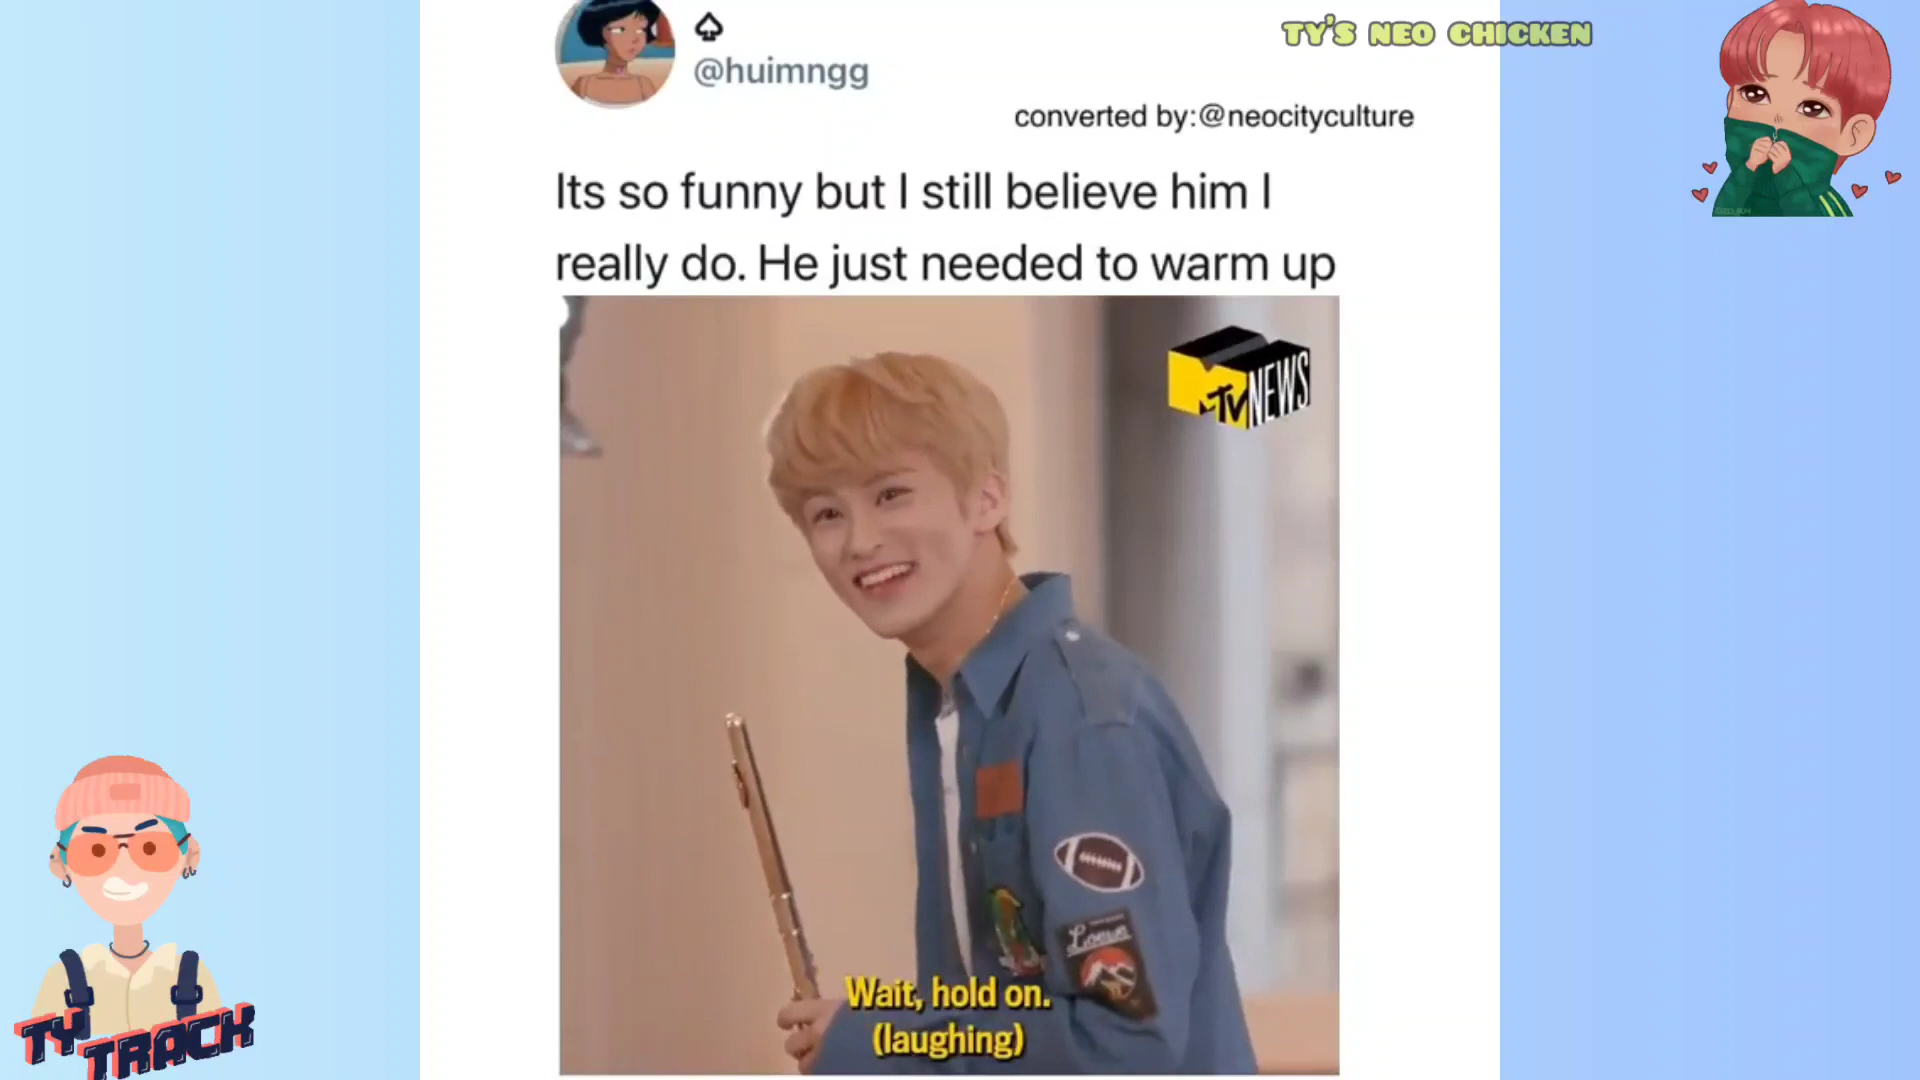 TY'S NEO CHICKEN
@huimngg
converted by:@neocityculture
Its so funny but I still believe him I
really do. He just needed to warm up
MTV NEWS
Loewe
Wait, hold on.
(laughing)
TY TRACK